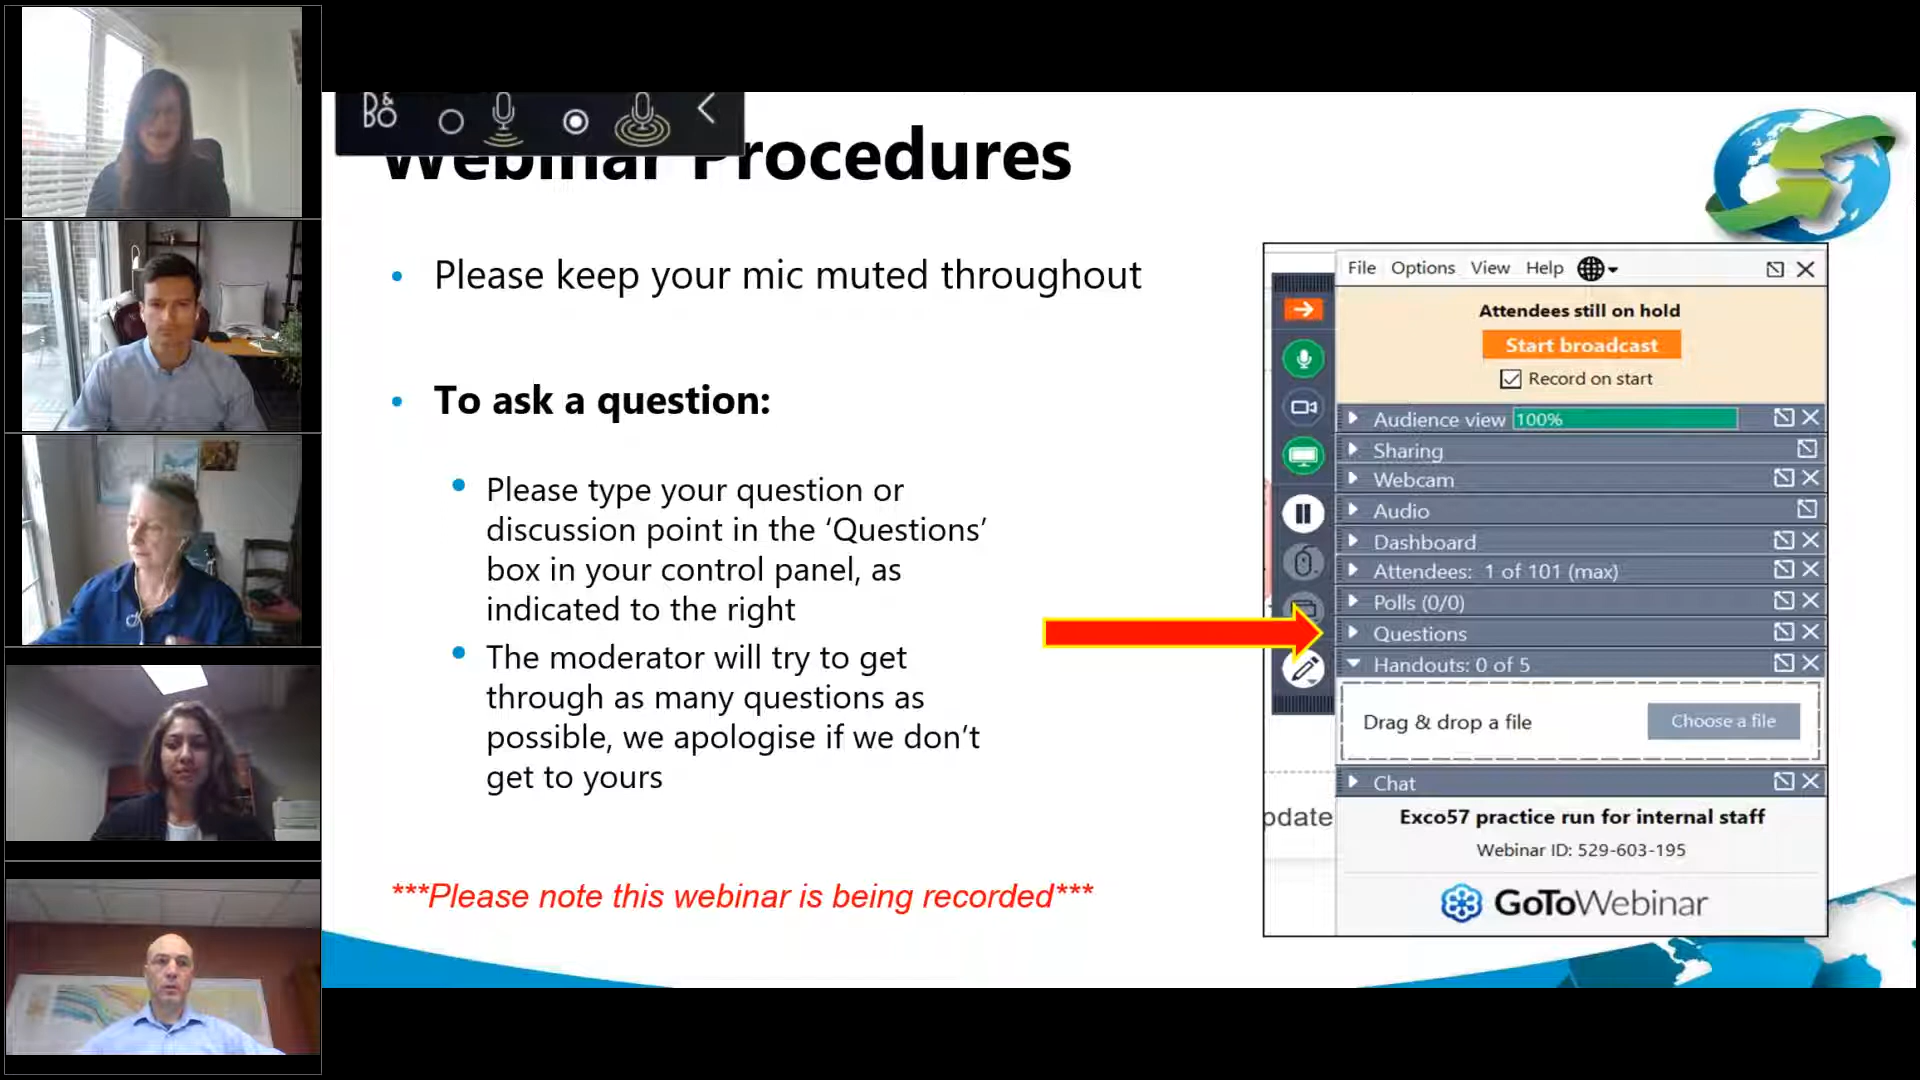 B&O
Webinar Procedures
• Please keep your mic muted throughout
• To ask a question:
• Please type your question or
discussion point in the ‘Questions’
box in your control panel, as
indicated to the right
• The moderator will try to get
through as many questions as
possible, we apologise if we don’t
get to yours
***Please note this webinar is being recorded***
File Options View Help
Attendees still on hold
Start broadcast
Record on start
Audience view 100%
Sharing
Webcam
Audio
Dashboard
Attendees: 1 of 101 (max)
Polls (0/0)
Questions
Handouts: 0 of 5
Drag & drop a file Choose a file
Chat
pdate
Exco57 practice run for internal staff
Webinar ID: 529-603-195
GoToWebinar